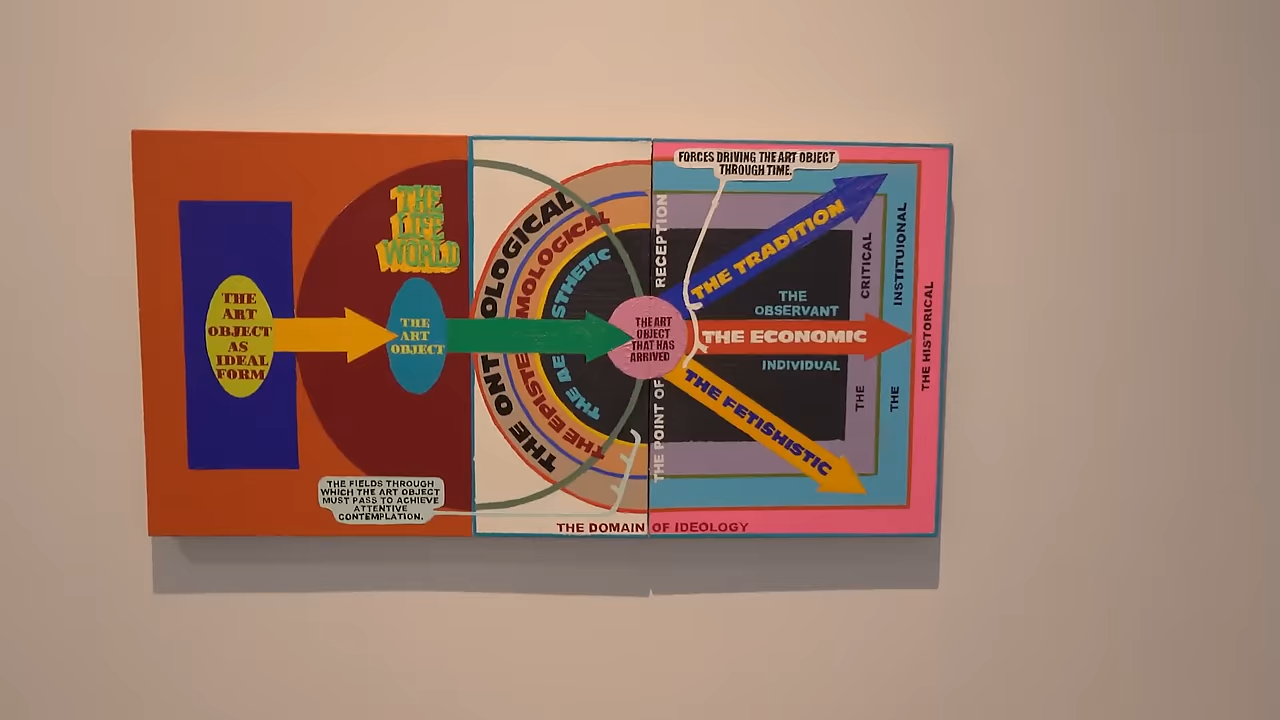 THE
ART
OBJECT
AS
IDEAL
FORM
THE
LIFE
WORLD
THE
ART
OBJECT
THE FIELDS THROUGH
WHICH THE ART OBJECT
MUST PASS TO ACHIEVE
ATTENTIVE
CONTEMPLATION.
THE ONTOLOGICAL
THE EPISTEMOLOGICAL
THE AESTHETIC
THE ART
OBJECT
THAT HAS
ARRIVED
THE POINT OF RECEPTION
FORCES DRIVING THE ART OBJECT
THROUGH TIME.
THE TRADITION
THE ECONOMIC
THE FETISHISTIC
THE
OBSERVANT
INDIVIDUAL
THE CRITICAL
THE INSTITUIONAL
THE HISTORICAL
THE DOMAIN OF IDEOLOGY